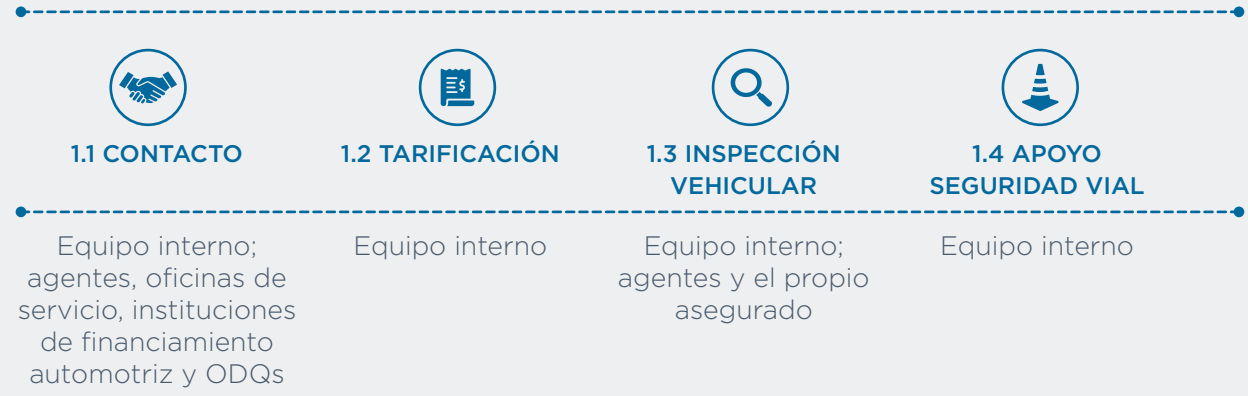 1.1 CONTACTO
1.2 TARIFICACIÓN
1.3 INSPECCIÓN
VEHICULAR
1.4 APOYO
SEGURIDAD VIAL
Equipo interno;
agentes, oficinas de
servicio, instituciones
de financiamiento
automotriz y ODQs
Equipo interno
Equipo interno;
agentes y el propio
asegurado
Equipo interno